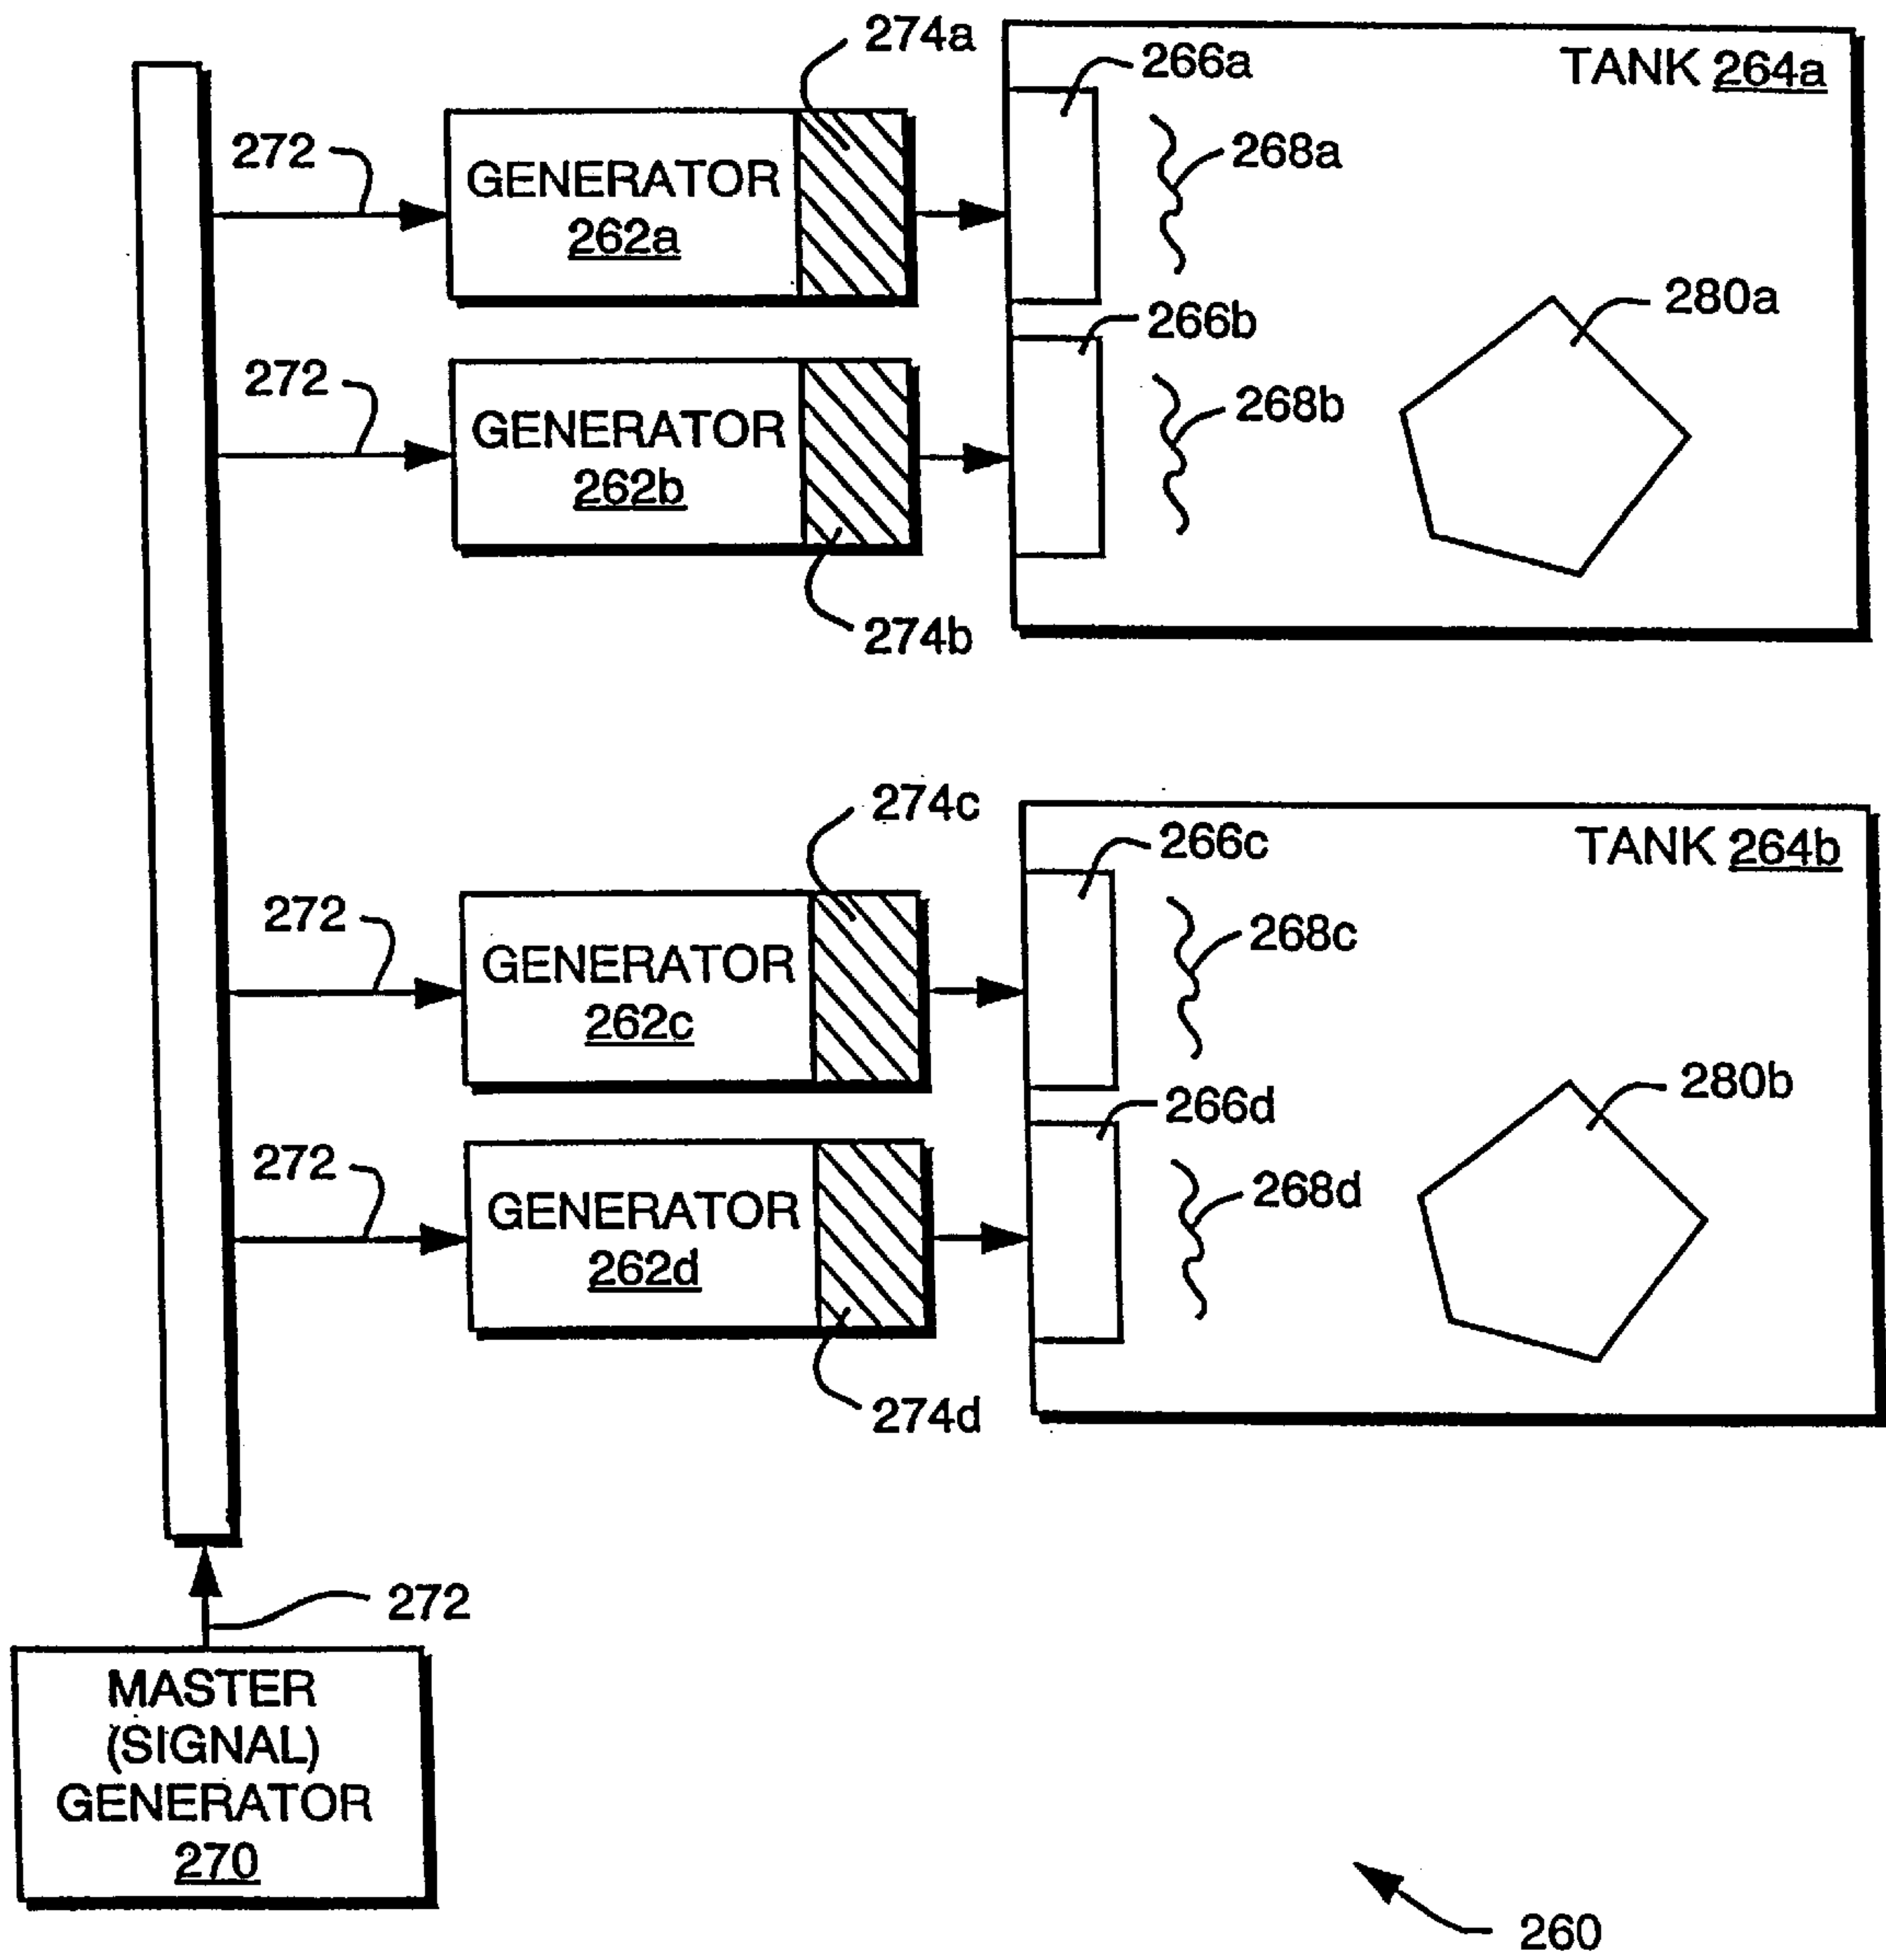 274a
266a
TANK 264a
272
GENERATOR
262a
268a
280a
266b
272
GENERATOR
262b
268b
274b
274c
266c
TANK 264b
272
GENERATOR
262c
268c
280b
266d
272
GENERATOR
262d
268d
274d
272
MASTER
(SIGNAL)
GENERATOR
270
260